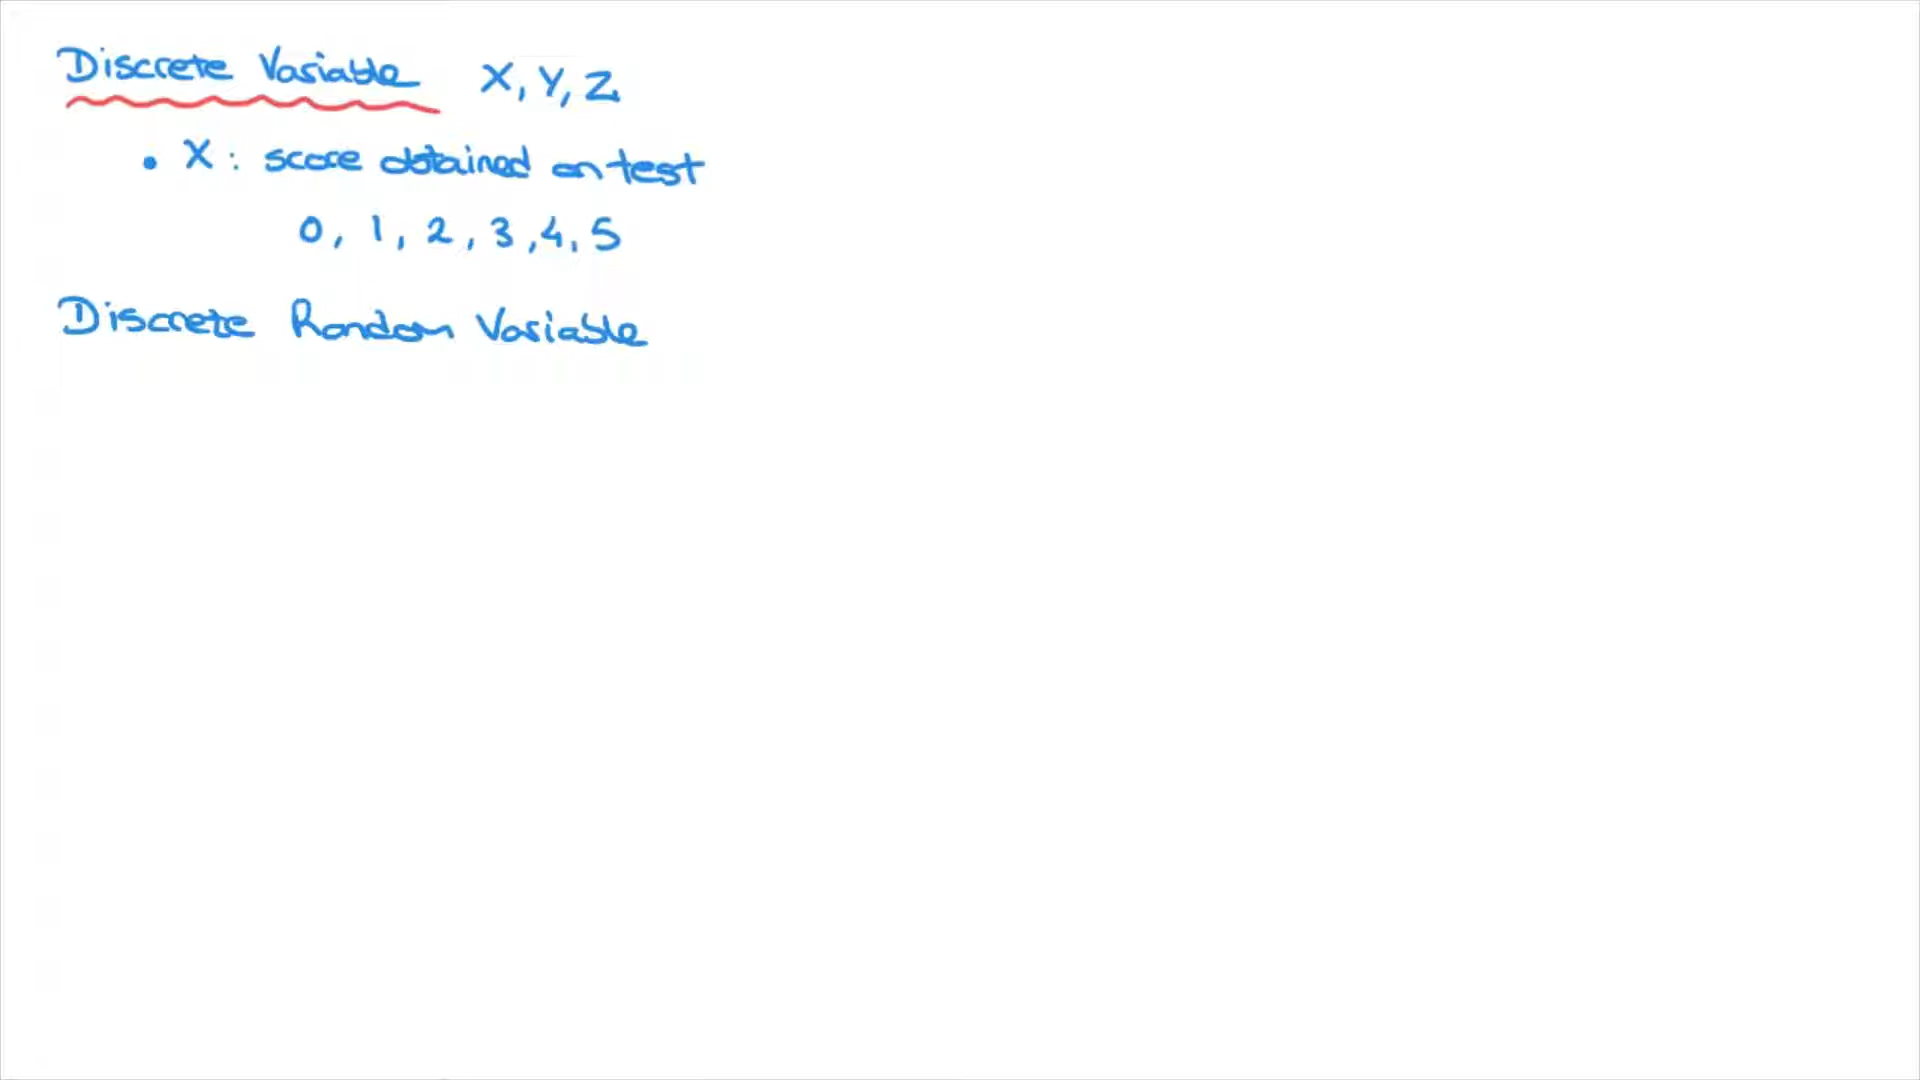 Discrete Variable X, Y, Z
• X : score obtained on test
0, 1, 2, 3, 4, 5
Discrete Random Variable